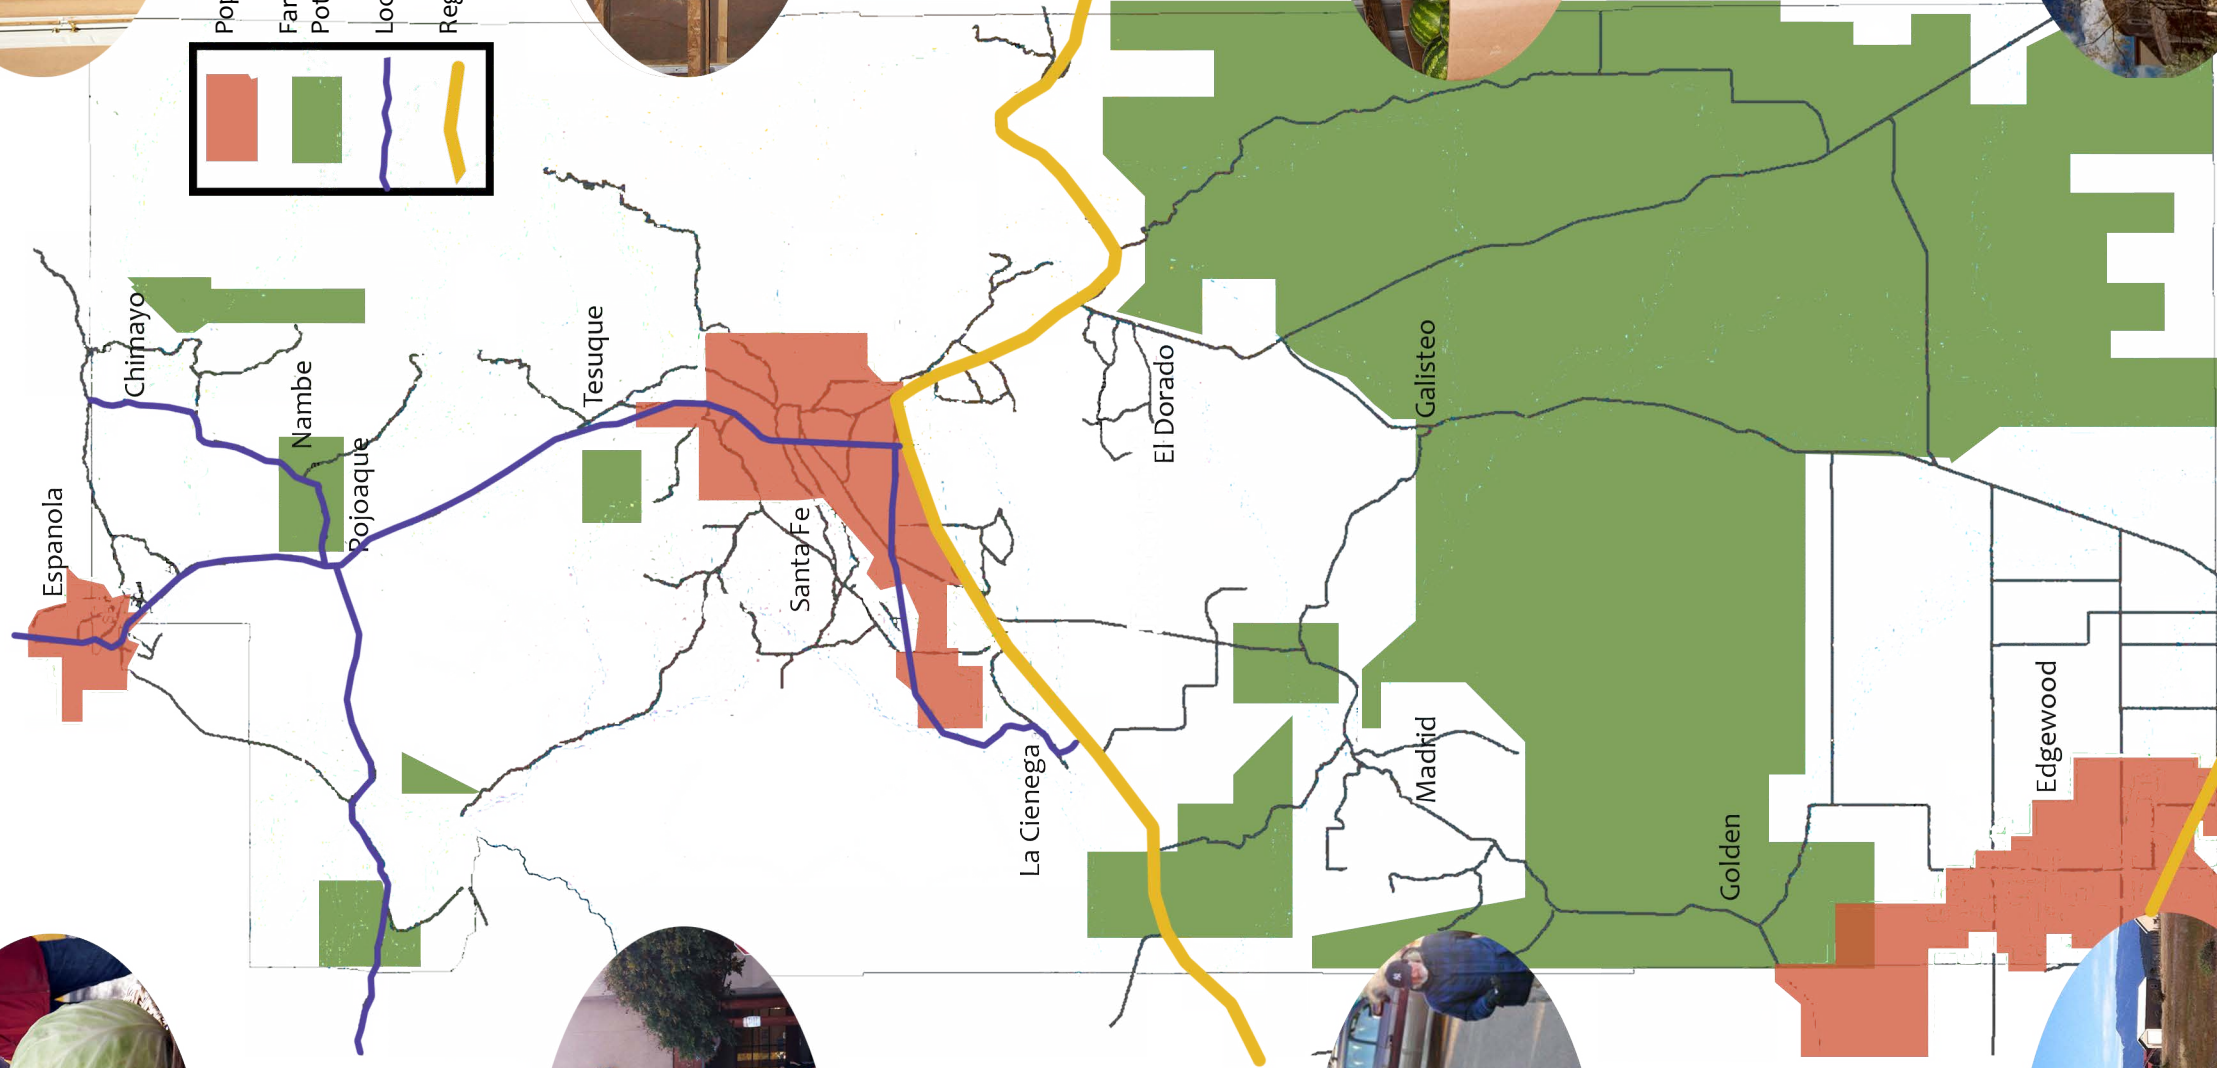 Espanola
Chimayo
Nambe
Pojoaque
Tesuque
Santa Fe
La Cienega
El Dorado
Galisteo
Madrid
Golden
Edgewood